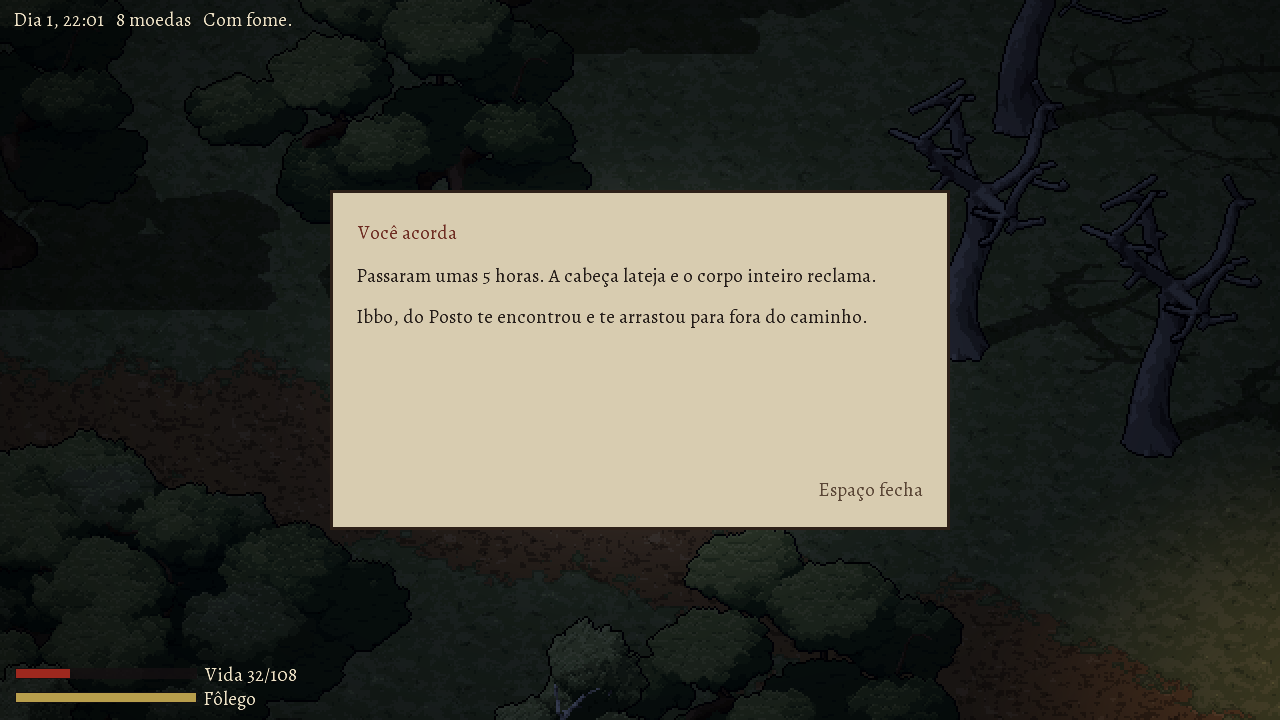 Dia 1, 22:01 8 moedas Com fome.
Você acorda
Passaram umas 5 horas. A cabeça lateja e o corpo inteiro reclama.
Ibbo, do Posto te encontrou e te arrastou para fora do caminho.
Espaço fecha
Vida 32/108
Fôlego